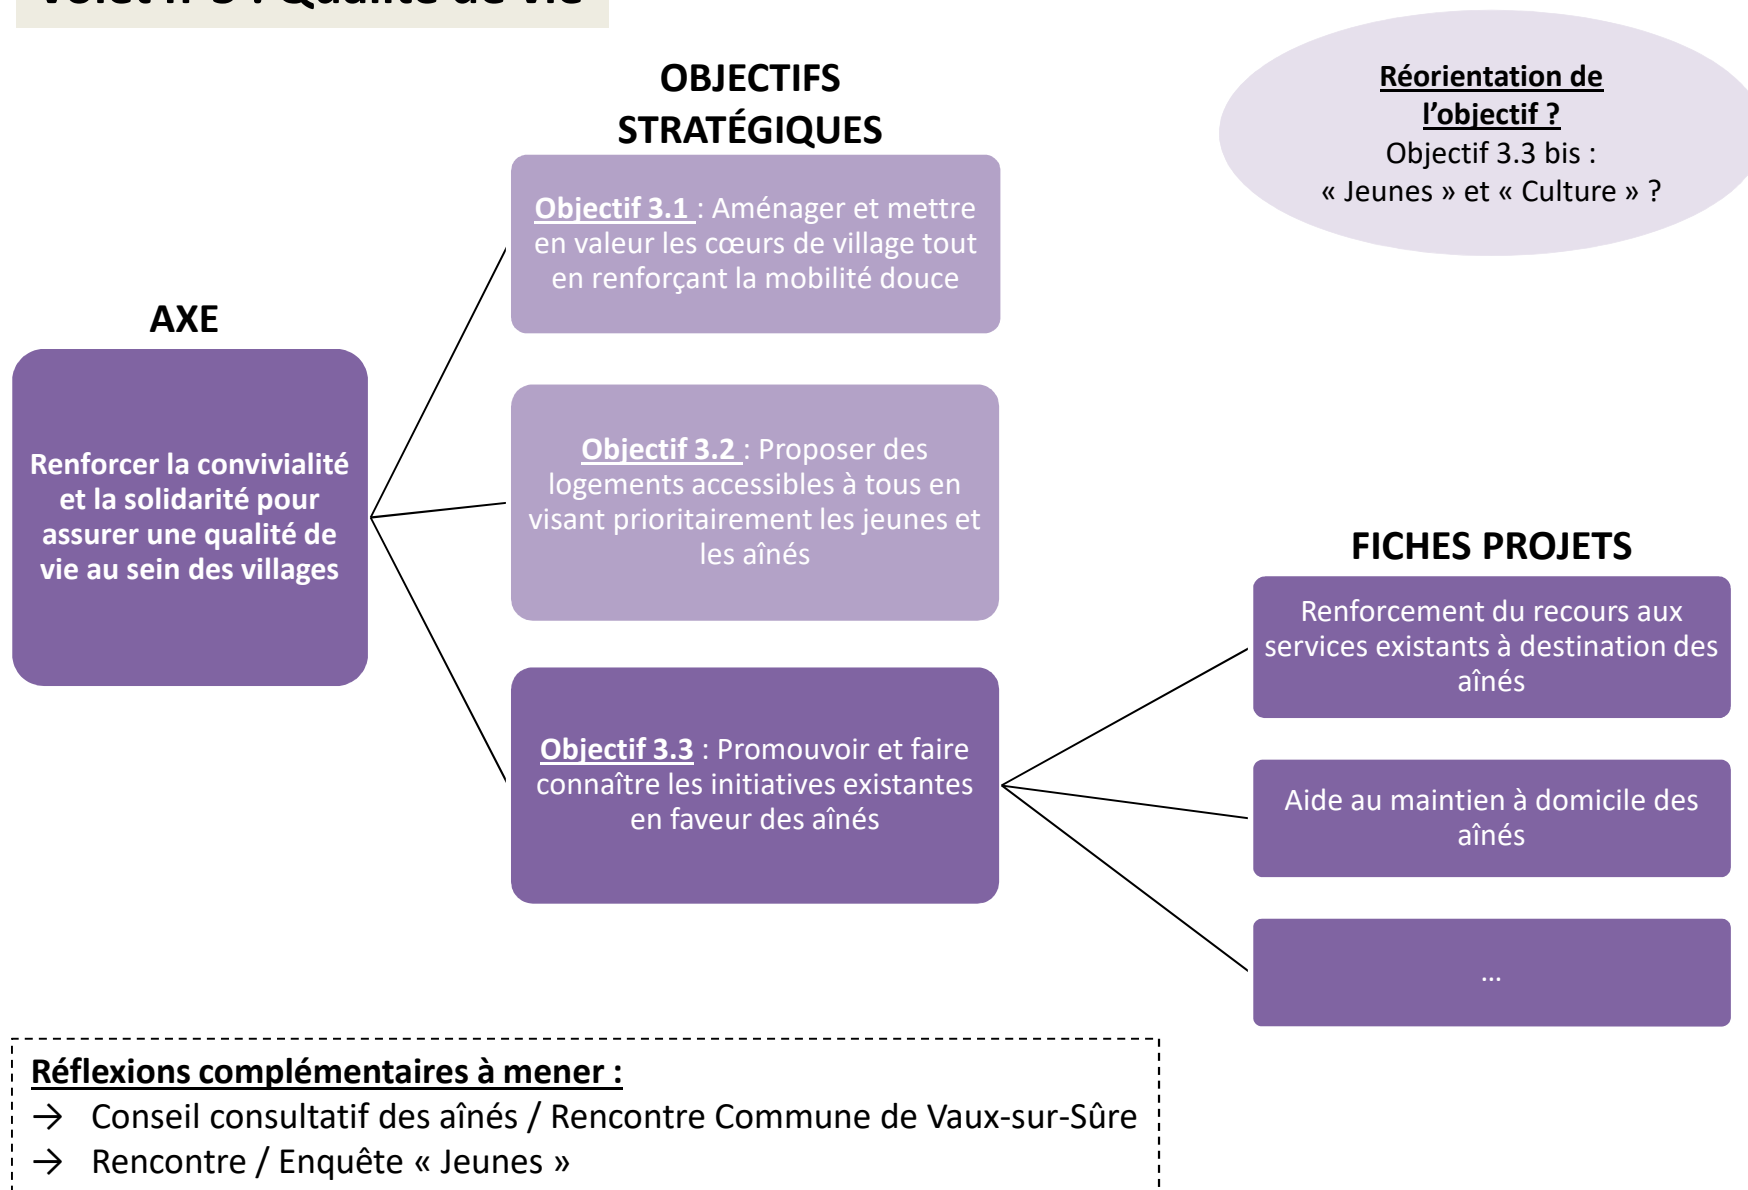 Volet n°3 : Qualité de vie
OBJECTIFS
STRATÉGIQUES
Réorientation de
l’objectif ?
Objectif 3.3 bis :
« Jeunes » et « Culture » ?
Objectif 3.1 : Aménager et mettre
en valeur les cœurs de village tout
en renforçant la mobilité douce
AXE
Renforcer la convivialité
et la solidarité pour
assurer une qualité de
vie au sein des villages
Objectif 3.2 : Proposer des
logements accessibles à tous en
visant prioritairement les jeunes et
les aînés
Objectif 3.3 : Promouvoir et faire
connaître les initiatives existantes
en faveur des aînés
FICHES PROJETS
Renforcement du recours aux
services existants à destination des
aînés
Aide au maintien à domicile des
aînés
...
Réflexions complémentaires à mener :
→ Conseil consultatif des aînés / Rencontre Commune de Vaux-sur-Sûre
→ Rencontre / Enquête « Jeunes »